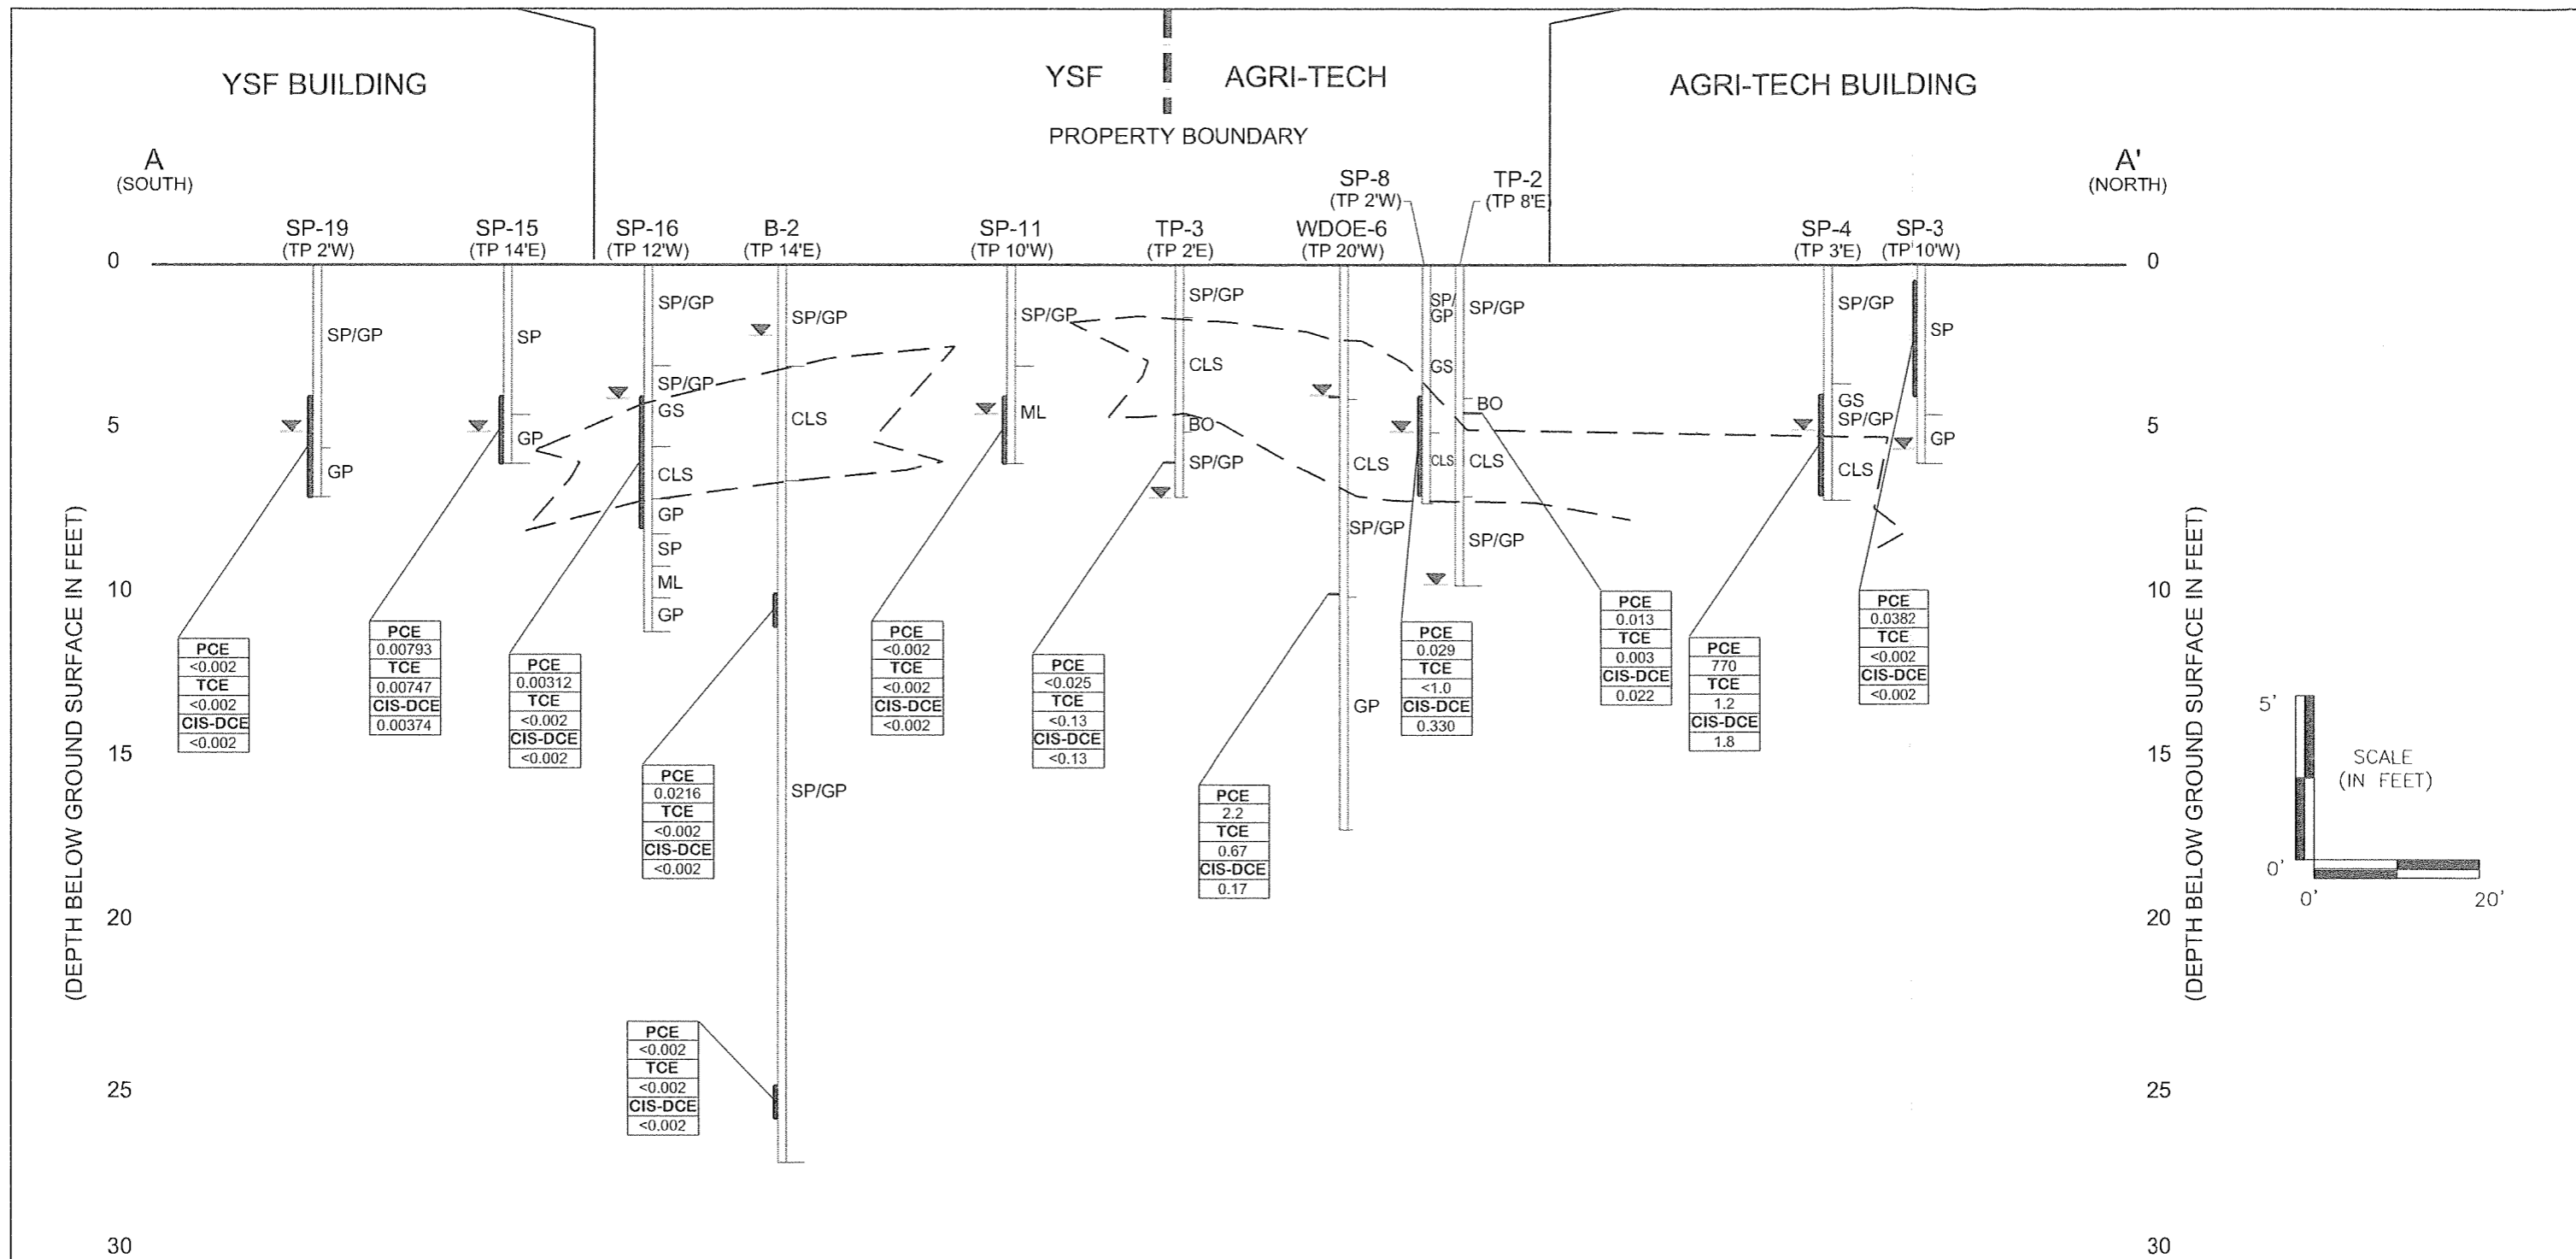 YSF BUILDING
YSF
AGRI-TECH
AGRI-TECH BUILDING
PROPERTY BOUNDARY
A
(SOUTH)
A'
(NORTH)
SP-19
(TP 2'W)
SP-15
(TP 14'E)
SP-16
(TP 12'W)
B-2
(TP 14'E)
SP-11
(TP 10'W)
TP-3
(TP 2'E)
WDOE-6
(TP 20'W)
SP-8
(TP 2'W)
TP-2
(TP 8'E)
SP-4
(TP 3'E)
SP-3
(TP 10'W)
0
5
10
15
20
25
30
(DEPTH BELOW GROUND SURFACE IN FEET)
SP/GP
GP
SP
GP
SP/GP
SP/GP
GS
CLS
GP
SP
ML
GP
SP/GP
CLS
SP/GP
SP/GP
ML
SP/GP
CLS
BO
SP/GP
CLS
SP/GP
GP
SP/
GP
GS
CLS
SP/GP
BO
CLS
SP/GP
SP/GP
GS
SP/GP
CLS
SP
GP
PCE
<0.002
TCE
<0.002
CIS-DCE
<0.002
PCE
0.00793
TCE
0.00747
CIS-DCE
0.00374
PCE
0.00312
TCE
<0.002
CIS-DCE
<0.002
PCE
0.0216
TCE
<0.002
CIS-DCE
<0.002
PCE
<0.002
TCE
<0.002
CIS-DCE
<0.002
PCE
<0.002
TCE
<0.002
CIS-DCE
<0.002
PCE
<0.025
TCE
<0.13
CIS-DCE
<0.13
PCE
2.2
TCE
0.67
CIS-DCE
0.17
PCE
0.029
TCE
<1.0
CIS-DCE
0.330
PCE
0.013
TCE
0.003
CIS-DCE
0.022
PCE
770
TCE
1.2
CIS-DCE
1.8
PCE
0.0382
TCE
<0.002
CIS-DCE
<0.002
0
5
10
15
20
25
30
(DEPTH BELOW GROUND SURFACE IN FEET)
5'
SCALE
(IN FEET)
0'
0'
20'